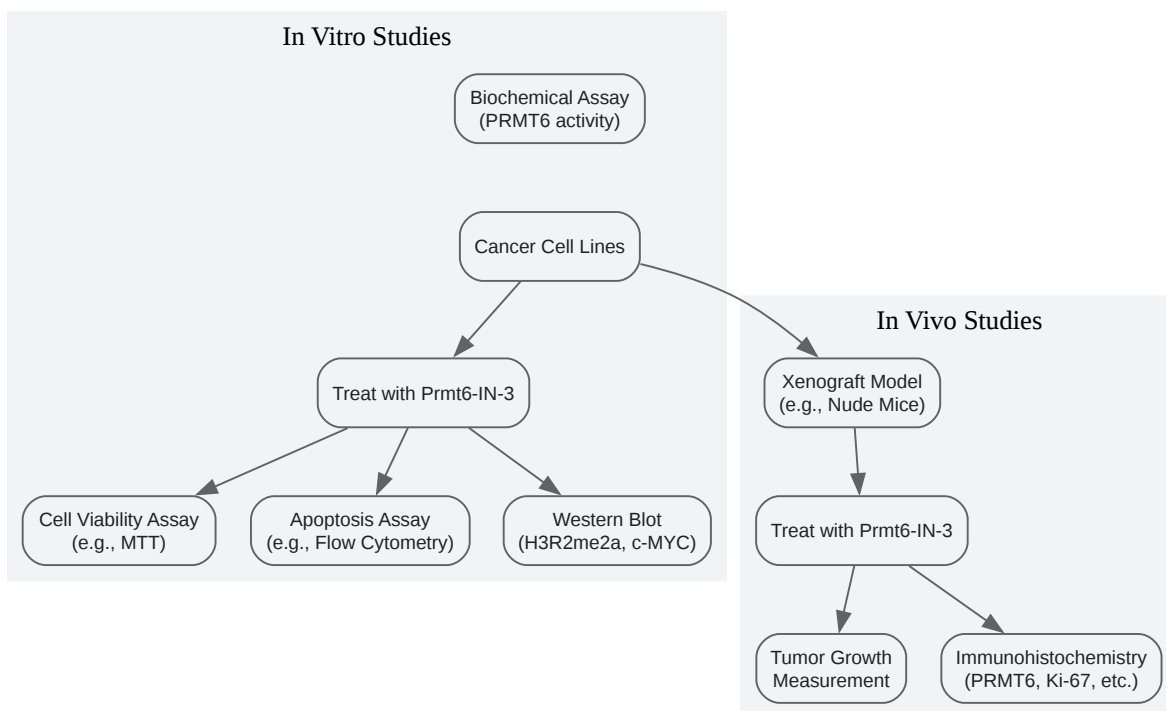 In Vitro Studies
Biochemical Assay
(PRMT6 activity)
Cancer Cell Lines
In Vivo Studies
Treat with Prmt6-IN-3
Xenograft Model
(e.g., Nude Mice)
Cell Viability Assay
(e.g., MTT)
Apoptosis Assay
(e.g., Flow Cytometry)
Western Blot
(H3R2me2a, c-MYC)
Treat with Prmt6-IN-3
Tumor Growth
Measurement
Immunohistochemistry
(PRMT6, Ki-67, etc.)